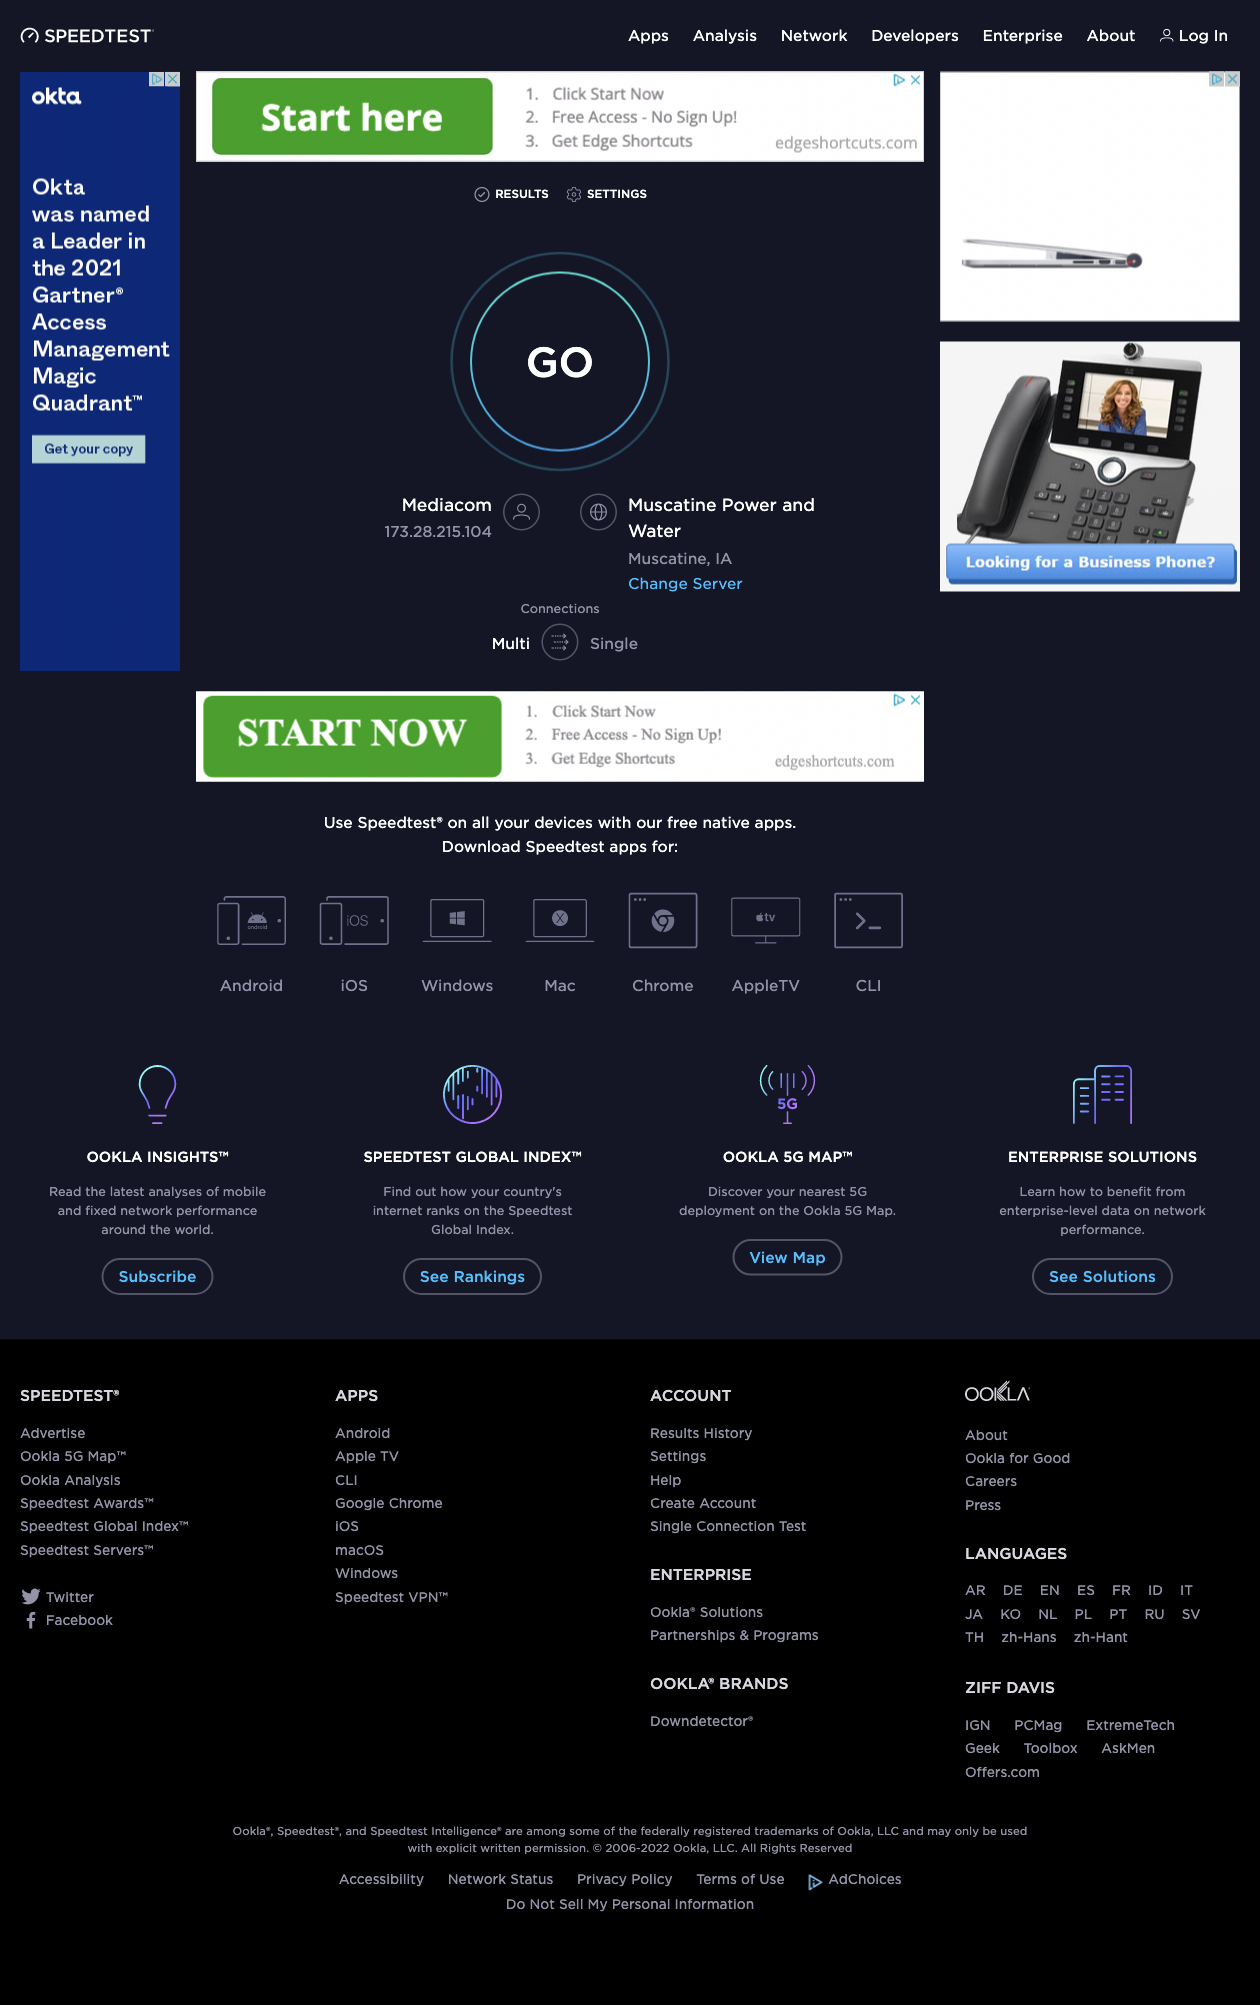 SPEEDTEST
Apps Analysis Network Developers Enterprise About Log In
okta
Okta
was named
a Leader in
the 2021
Gartner®
Access
Management
Magic
Quadrant™
Get your copy
Start here
1. Click Start Now
2. Free Access - No Sign Up!
3. Get Edge Shortcuts
edgeshortcuts.com
RESULTS SETTINGS
GO
Mediacom
173.28.215.104
Muscatine Power and
Water
Muscatine, IA
Change Server
Connections
Multi Single
Looking for a Business Phone?
START NOW
1. Click Start Now
2. Free Access - No Sign Up!
3. Get Edge Shortcuts
edgeshortcuts.com
Use Speedtest® on all your devices with our free native apps.
Download Speedtest apps for:
android iOS X tv
Android iOS Windows Mac Chrome AppleTV CLI
5G
OOKLA INSIGHTS™
Read the latest analyses of mobile
and fixed network performance
around the world.
Subscribe
SPEEDTEST GLOBAL INDEX™
Find out how your country's
internet ranks on the Speedtest
Global Index.
See Rankings
OOKLA 5G MAP™
Discover your nearest 5G
deployment on the Ookla 5G Map.
View Map
ENTERPRISE SOLUTIONS
Learn how to benefit from
enterprise-level data on network
performance.
See Solutions
SPEEDTEST®
Advertise
Ookla 5G Map™
Ookla Analysis
Speedtest Awards™
Speedtest Global Index™
Speedtest Servers™
Twitter
Facebook
APPS
Android
Apple TV
CLI
Google Chrome
iOS
macOS
Windows
Speedtest VPN™
ACCOUNT
Results History
Settings
Help
Create Account
Single Connection Test
ENTERPRISE
Ookla® Solutions
Partnerships & Programs
OOKLA® BRANDS
Downdetector®
OOKLA
About
Ookla for Good
Careers
Press
LANGUAGES
AR DE EN ES FR ID IT
JA KO NL PL PT RU SV
TH zh-Hans zh-Hant
ZIFF DAVIS
IGN PCMag ExtremeTech
Geek Toolbox AskMen
Offers.com
Ookla®, Speedtest®, and Speedtest Intelligence® are among some of the federally registered trademarks of Ookla, LLC and may only be used
with explicit written permission. © 2006-2022 Ookla, LLC. All Rights Reserved
Accessibility Network Status Privacy Policy Terms of Use AdChoices
Do Not Sell My Personal Information